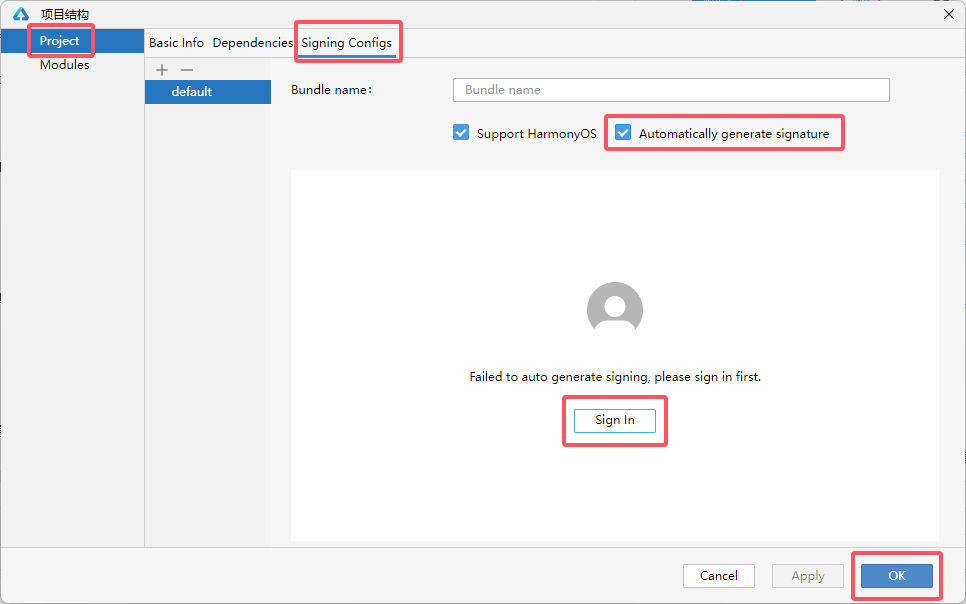 项目结构
Project
Modules
Basic Info Dependencies Signing Configs
default
Bundle name:
Bundle name
Support HarmonyOS
Automatically generate signature
Failed to auto generate signing, please sign in first.
Sign In
Cancel
Apply
OK